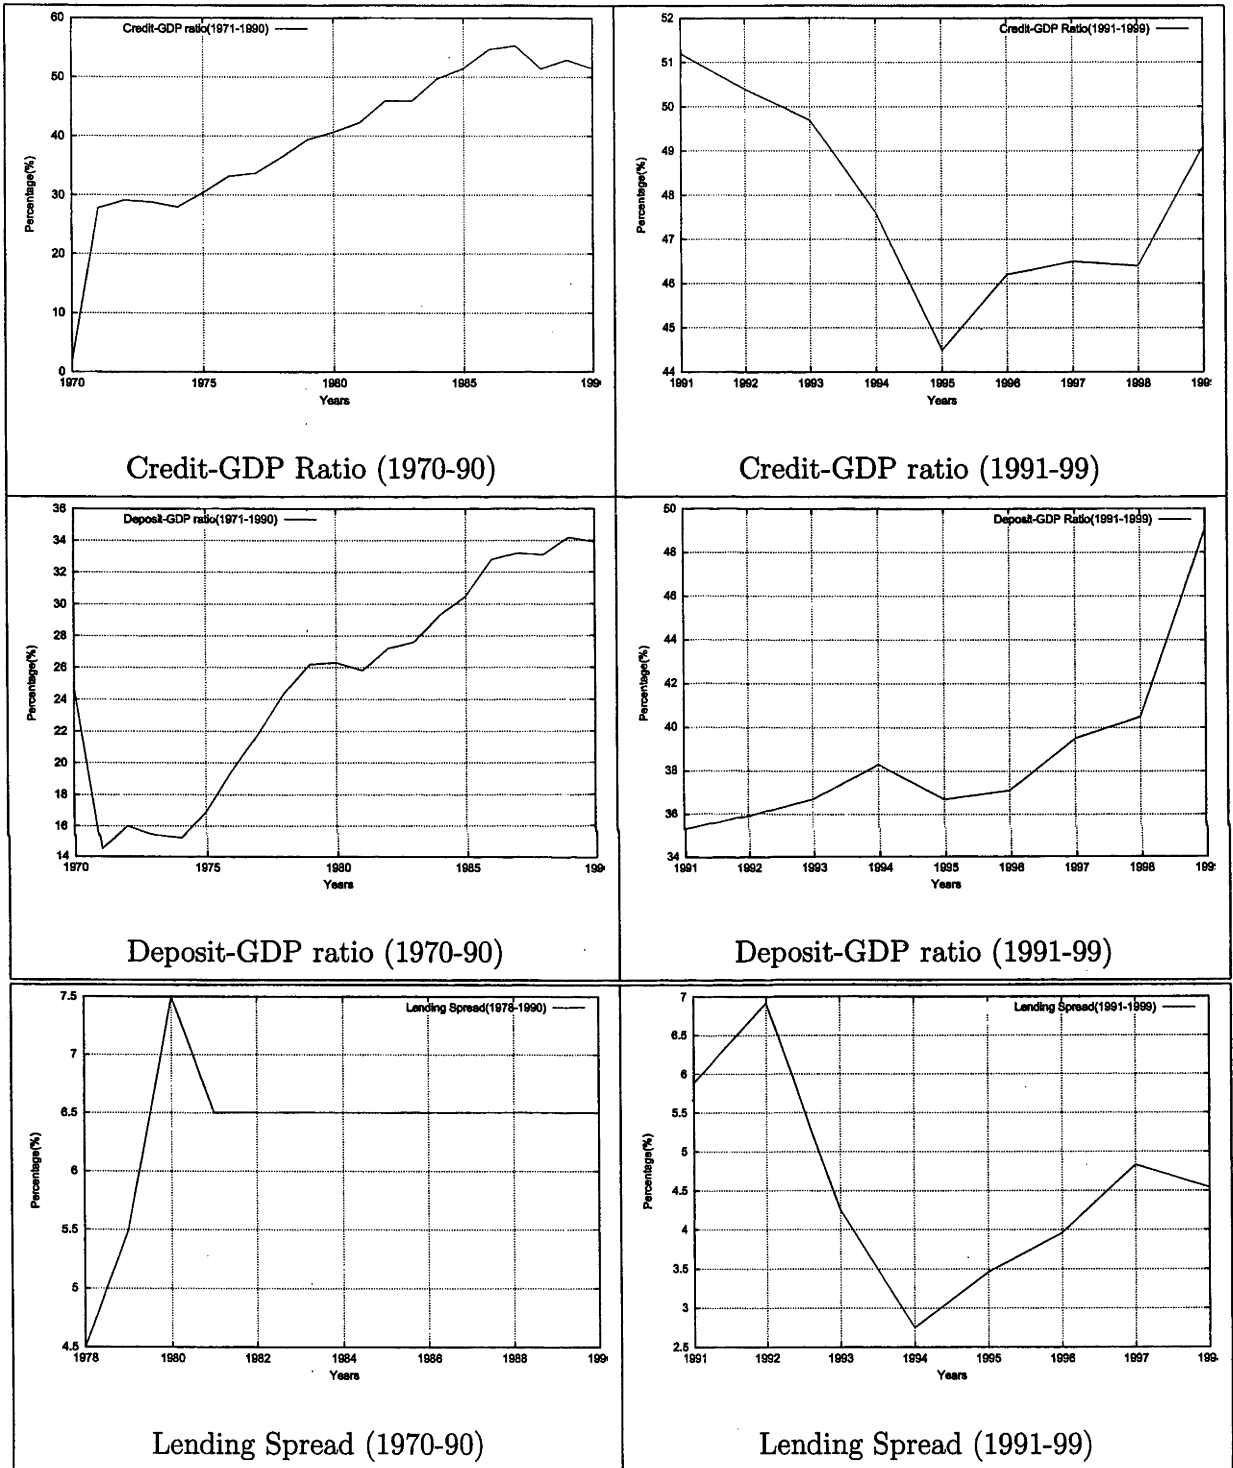 60
Credit-GDP ratio(1971-1990)
50
40
30
20
10
0
Percentage(%)
1970 1975 1980 1985 199
Years
Credit-GDP Ratio (1970-90)
52
Credit-GDP Ratio(1991-1999)
51
50
49
48
47
46
45
44
Percentage(%)
1991 1992 1993 1994 1995 1996 1997 1998 199
Years
Credit-GDP ratio (1991-99)
36
Deposit-GDP ratio(1971-1990)
34
32
30
28
26
24
22
20
18
16
14
Percentage(%)
1970 1975 1980 1985 199
Years
Deposit-GDP ratio (1970-90)
50
Deposit-GDP Ratio(1991-1999)
48
46
44
42
40
38
36
34
Percentage(%)
1991 1992 1993 1994 1995 1996 1997 1998 199
Years
Deposit-GDP ratio (1991-99)
7.5
Lending Spread(1978-1990)
7
6.5
6
5.5
5
4.5
Percentage(%)
1978 1980 1982 1984 1986 1988 199
Years
Lending Spread (1970-90)
7
Lending Spread(1991-1999)
6.5
6
5.5
5
4.5
4
3.5
3
2.5
Percentage(%)
1991 1992 1993 1994 1995 1996 1997 199
Years
Lending Spread (1991-99)